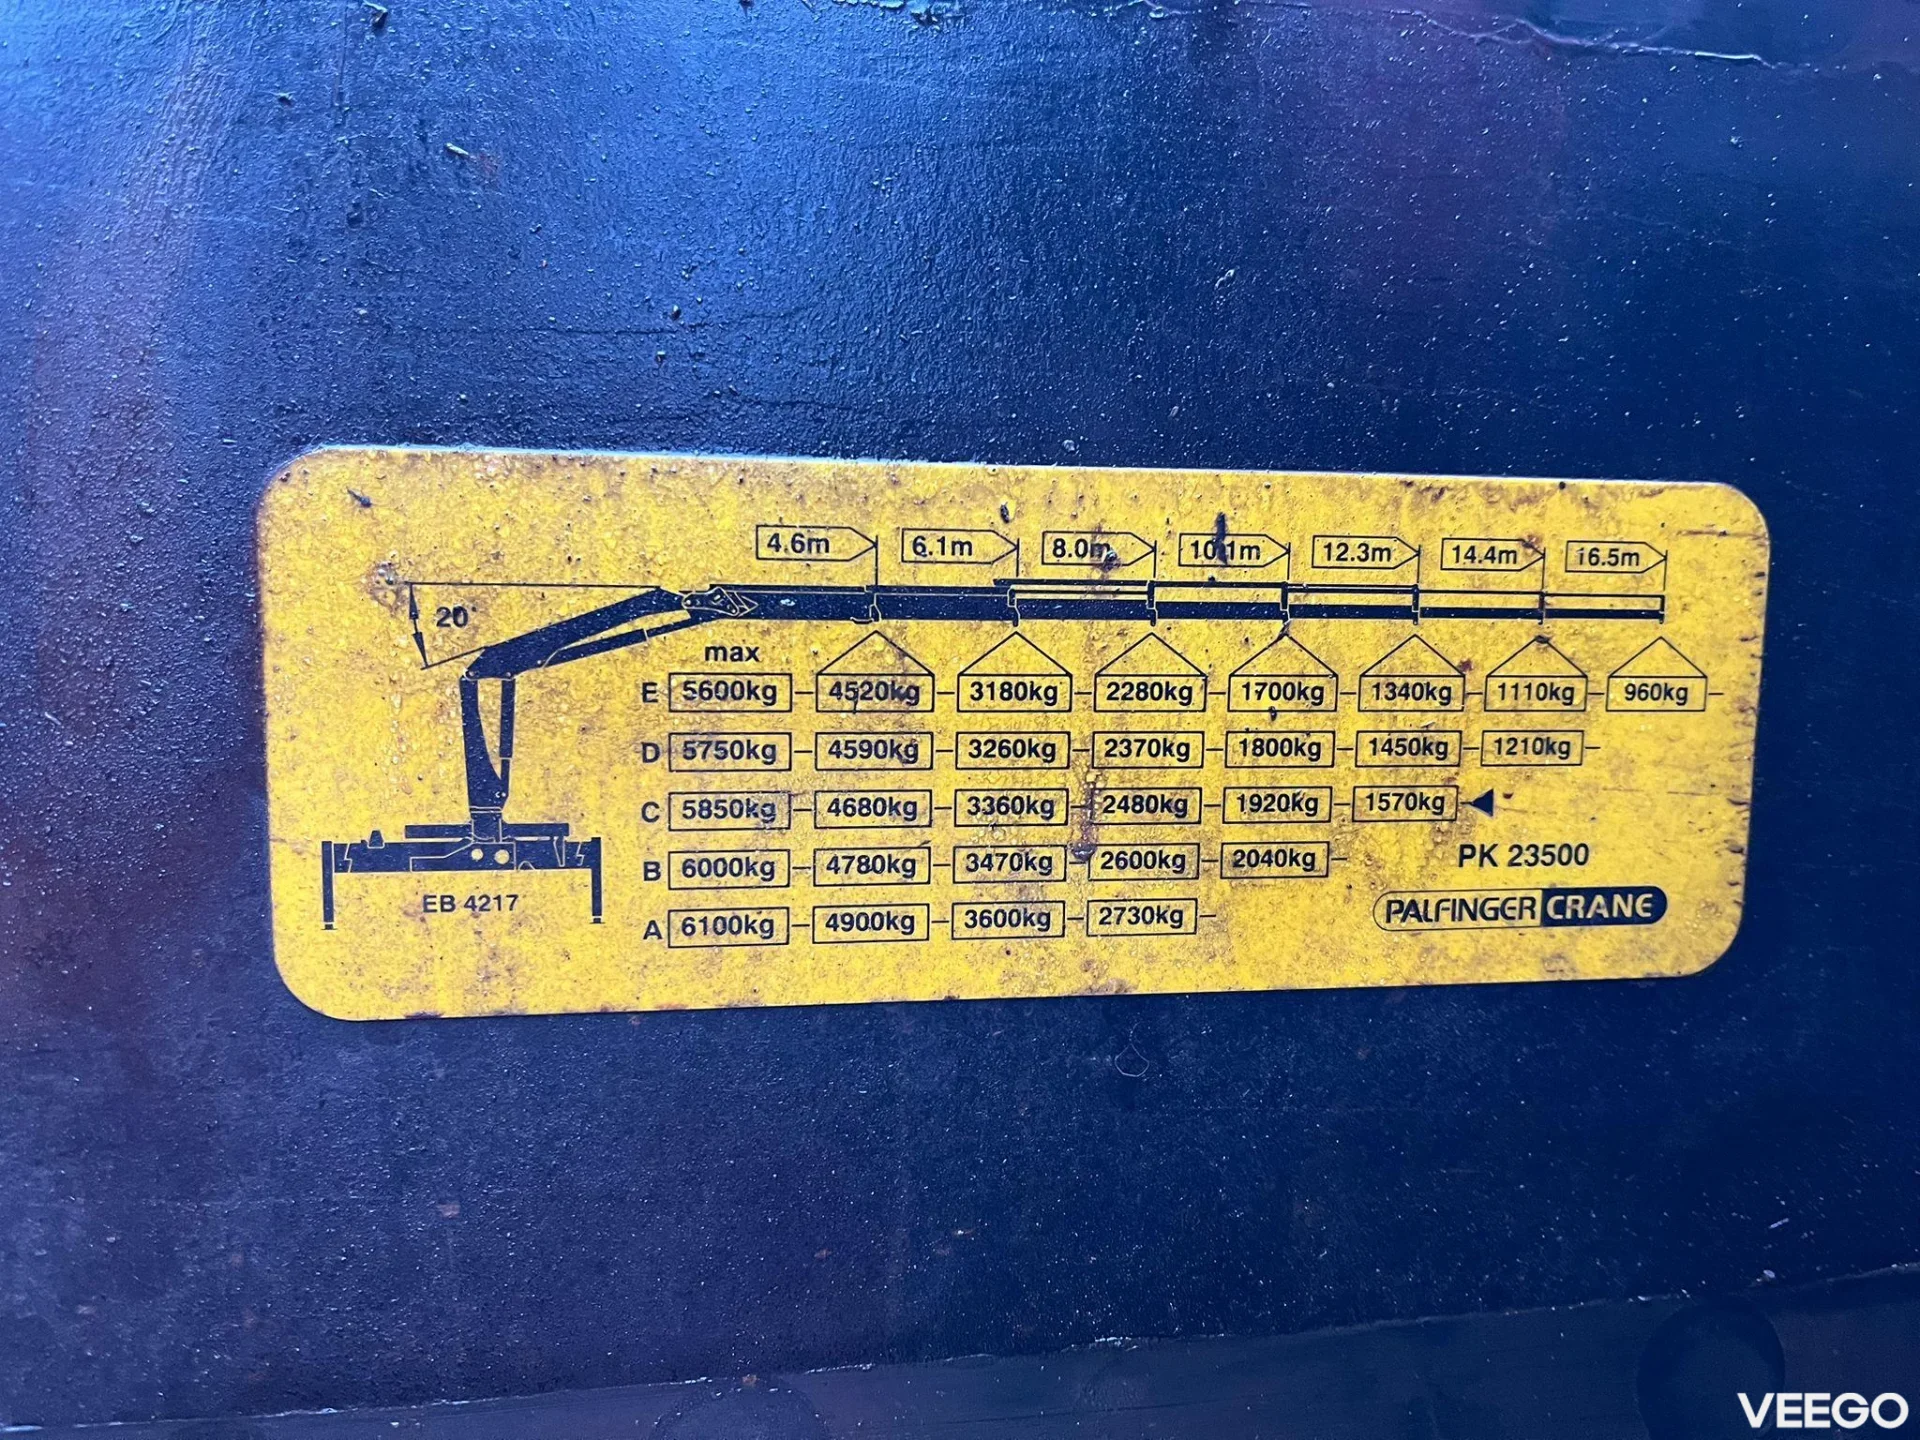 4.6m 6.1m 8.0m 10.1m 12.3m 14.4m 16.5m
20°
max
E 5600kg 4520kg 3180kg 2280kg 1700kg 1340kg 1110kg 960kg
D 5750kg 4590kg 3260kg 2370kg 1800kg 1450kg 1210kg
C 5850kg 4680kg 3360kg 2480kg 1920kg 1570kg
B 6000kg 4780kg 3470kg 2600kg 2040kg
PK 23500
EB 4217
A 6100kg 4900kg 3600kg 2730kg
PALFINGER CRANE
VEEGO